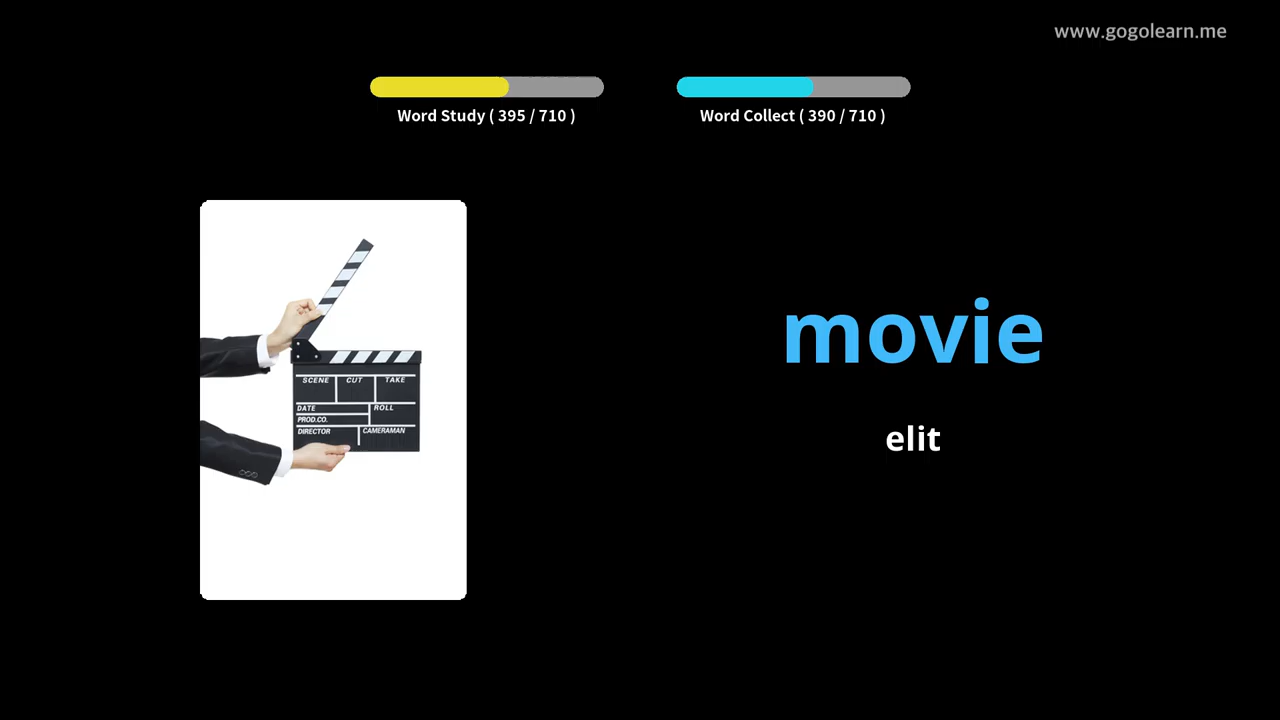 www.gogolearn.me
Word Study ( 395 / 710 )
Word Collect ( 390 / 710 )
SCENE CUT TAKE
DATE ROLL
PROD.CO.
DIRECTOR CAMERAMAN
movie
elit